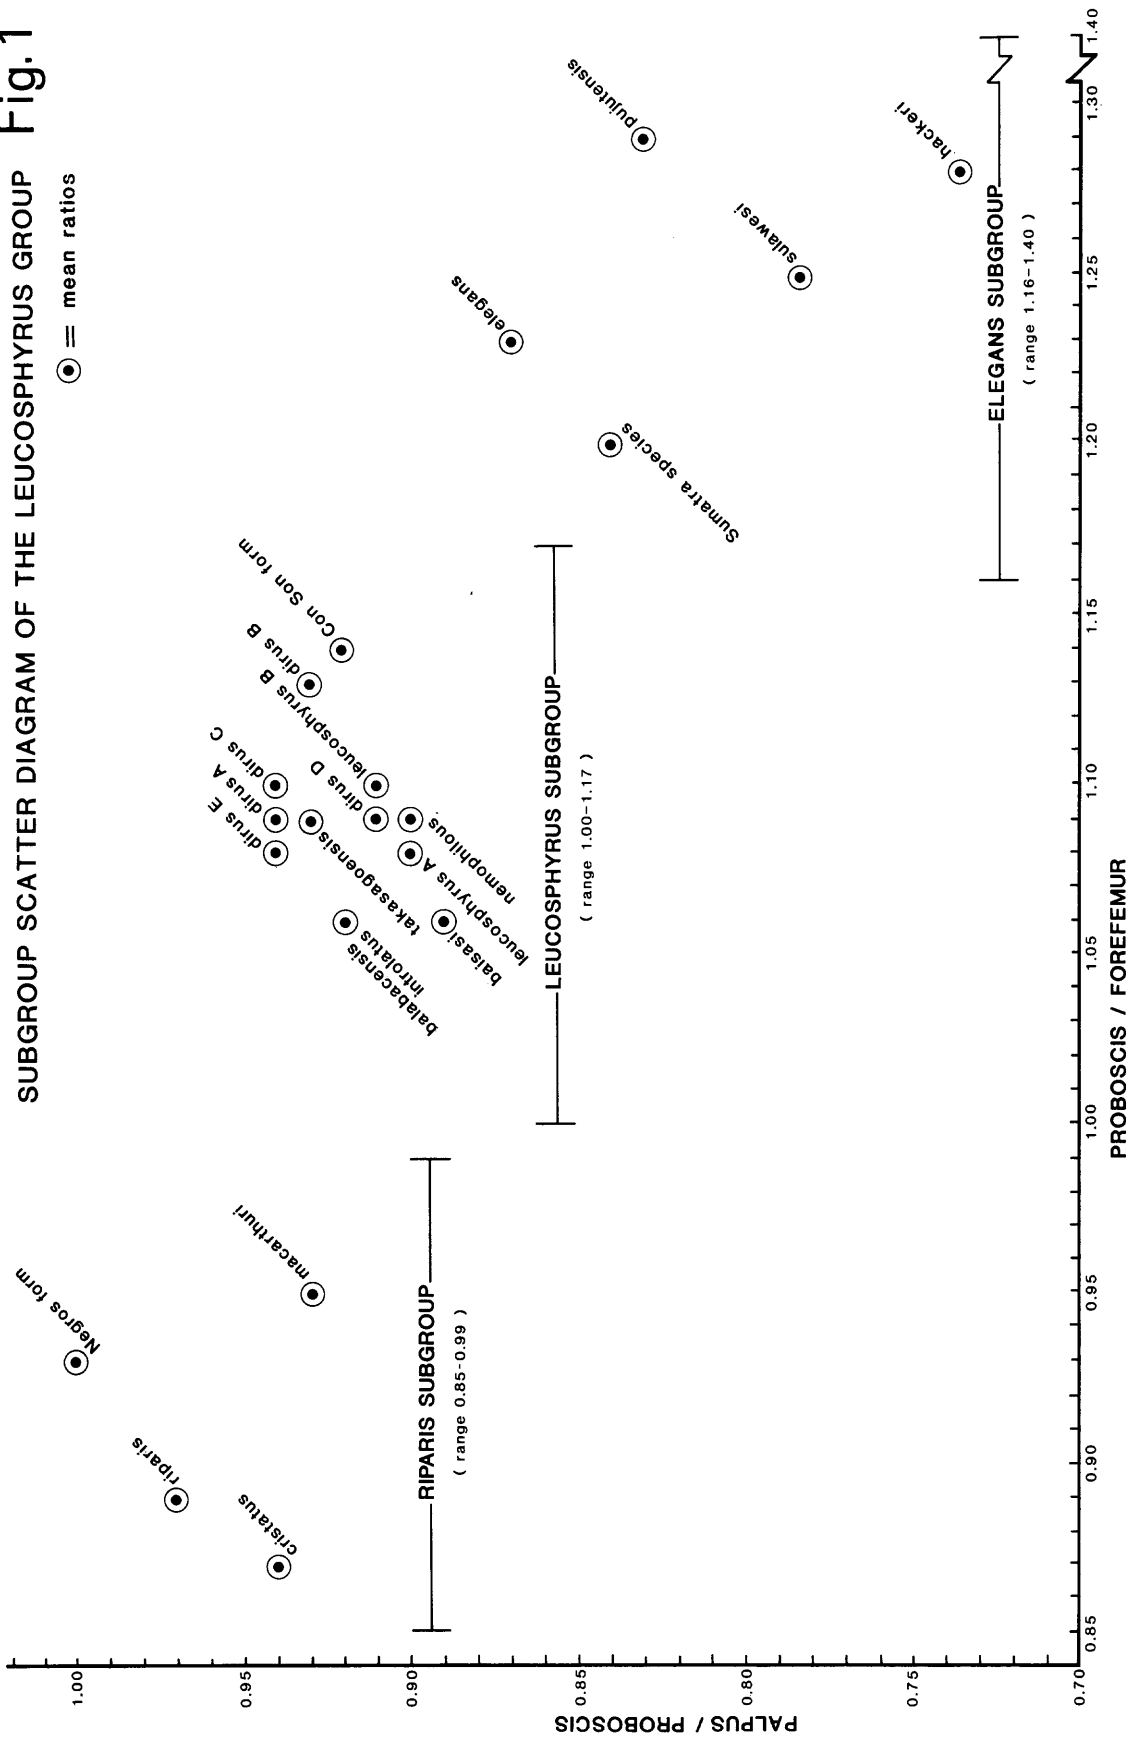 Fig. 1
SUBGROUP SCATTER DIAGRAM OF THE LEUCOSPHYRUS GROUP
= mean ratios
PALPUS / PROBOSCIS
1.00
0.95
0.90
0.85
0.80
0.75
0.70
Negros form
riparis
cristatus
macarthuri
RIPARIS SUBGROUP
( range 0.85-0.99 )
dirus E
dirus A
dirus C
dirus B
Con Son form
leucosphyrus B
dirus D
takasagoensis
nemophilous
leucosphyrus A
baisasi
introlatus
balabacensis
LEUCOSPHYRUS SUBGROUP
( range 1.00-1.17 )
elegans
pujutensis
Sumatra species
sulawesi
hackeri
ELEGANS SUBGROUP
( range 1.16-1.40 )
0.85
0.90
0.95
1.00
1.05
1.10
1.15
1.20
1.25
1.30
1.40
PROBOSCIS / FOREFEMUR